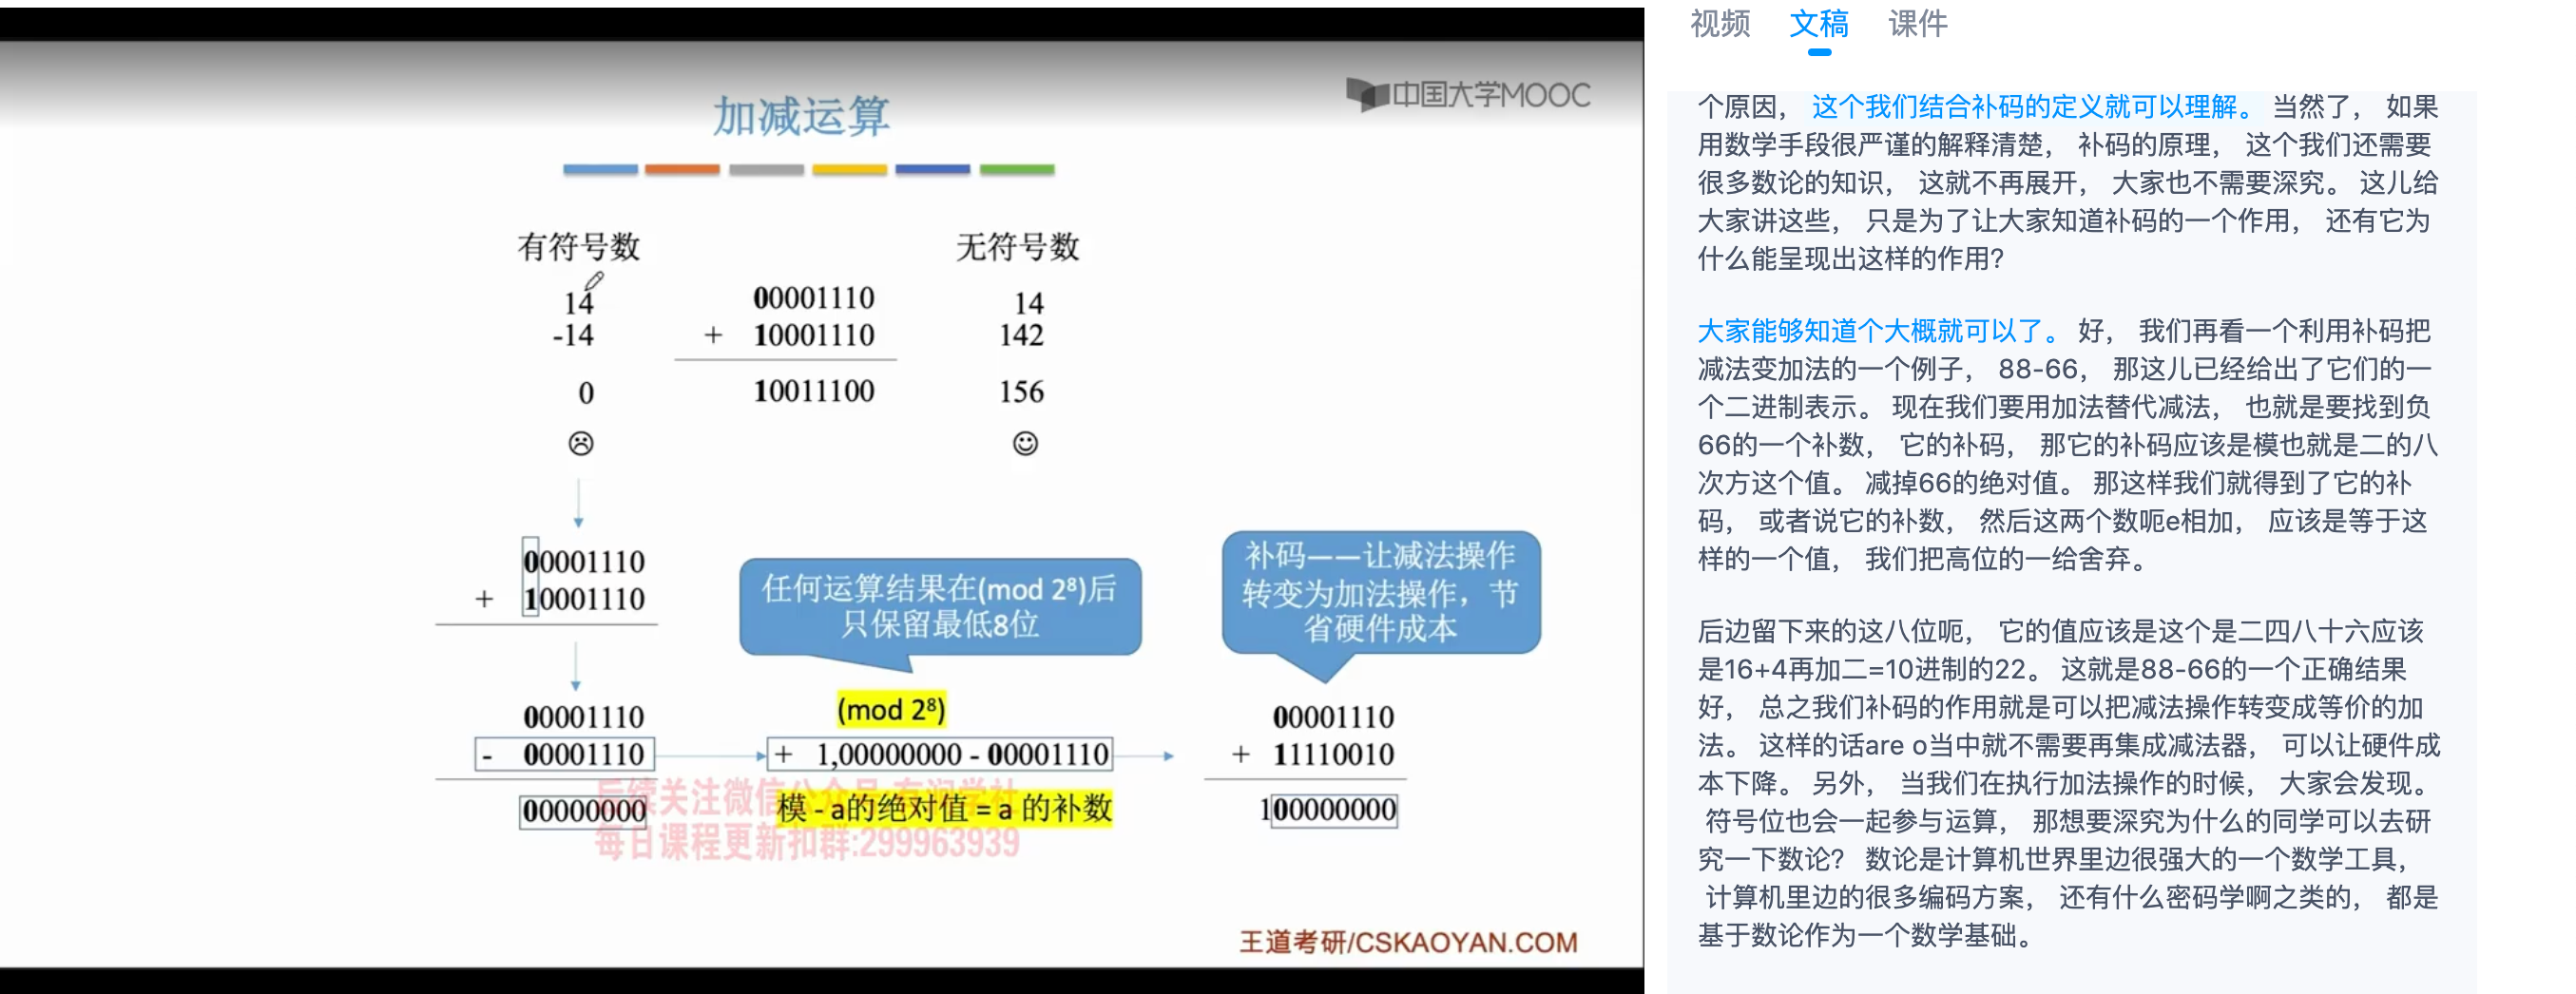 中国大学MOOC
加减运算
有符号数
无符号数
14
00001110
14
-14
+ 10001110
142
0
10011100
156
00001110
+ 10001110
任何运算结果在(mod 2⁸)后
只保留最低8位
补码——让减法操作
转变为加法操作，节
省硬件成本
00001110
(mod 2⁸)
00001110
- 00001110
+ 1,00000000 - 00001110
+ 11110010
00000000
模 - a的绝对值 = a 的补数
100000000
每日课程更新扣群:299963939
王道考研/CSKAOYAN.COM
视频 文稿 课件
个原因， 这个我们结合补码的定义就可以理解。 当然了， 如果
用数学手段很严谨的解释清楚， 补码的原理， 这个我们还需要
很多数论的知识， 这就不再展开， 大家也不需要深究。 这儿给
大家讲这些， 只是为了让大家知道补码的一个作用， 还有它为
什么能呈现出这样的作用?
大家能够知道个大概就可以了。 好， 我们再看一个利用补码把
减法变加法的一个例子， 88-66， 那这儿已经给出了它们的一
个二进制表示。 现在我们要用加法替代减法， 也就是要找到负
66的一个补数， 它的补码， 那它的补码应该是模也就是二的八
次方这个值。 减掉66的绝对值。 那这样我们就得到了它的补
码， 或者说它的补数， 然后这两个数呃e相加， 应该是等于这
样的一个值， 我们把高位的一给舍弃。
后边留下来的这八位呃， 它的值应该是这个是二四八十六应该
是16+4再加二=10进制的22。 这就是88-66的一个正确结果
好， 总之我们补码的作用就是可以把减法操作转变成等价的加
法。 这样的话are o当中就不需要再集成减法器， 可以让硬件成
本下降。 另外， 当我们在执行加法操作的时候， 大家会发现。
符号位也会一起参与运算， 那想要深究为什么的同学可以去研
究一下数论? 数论是计算机世界里边很强大的一个数学工具，
计算机里边的很多编码方案， 还有什么密码学啊之类的， 都是
基于数论作为一个数学基础。